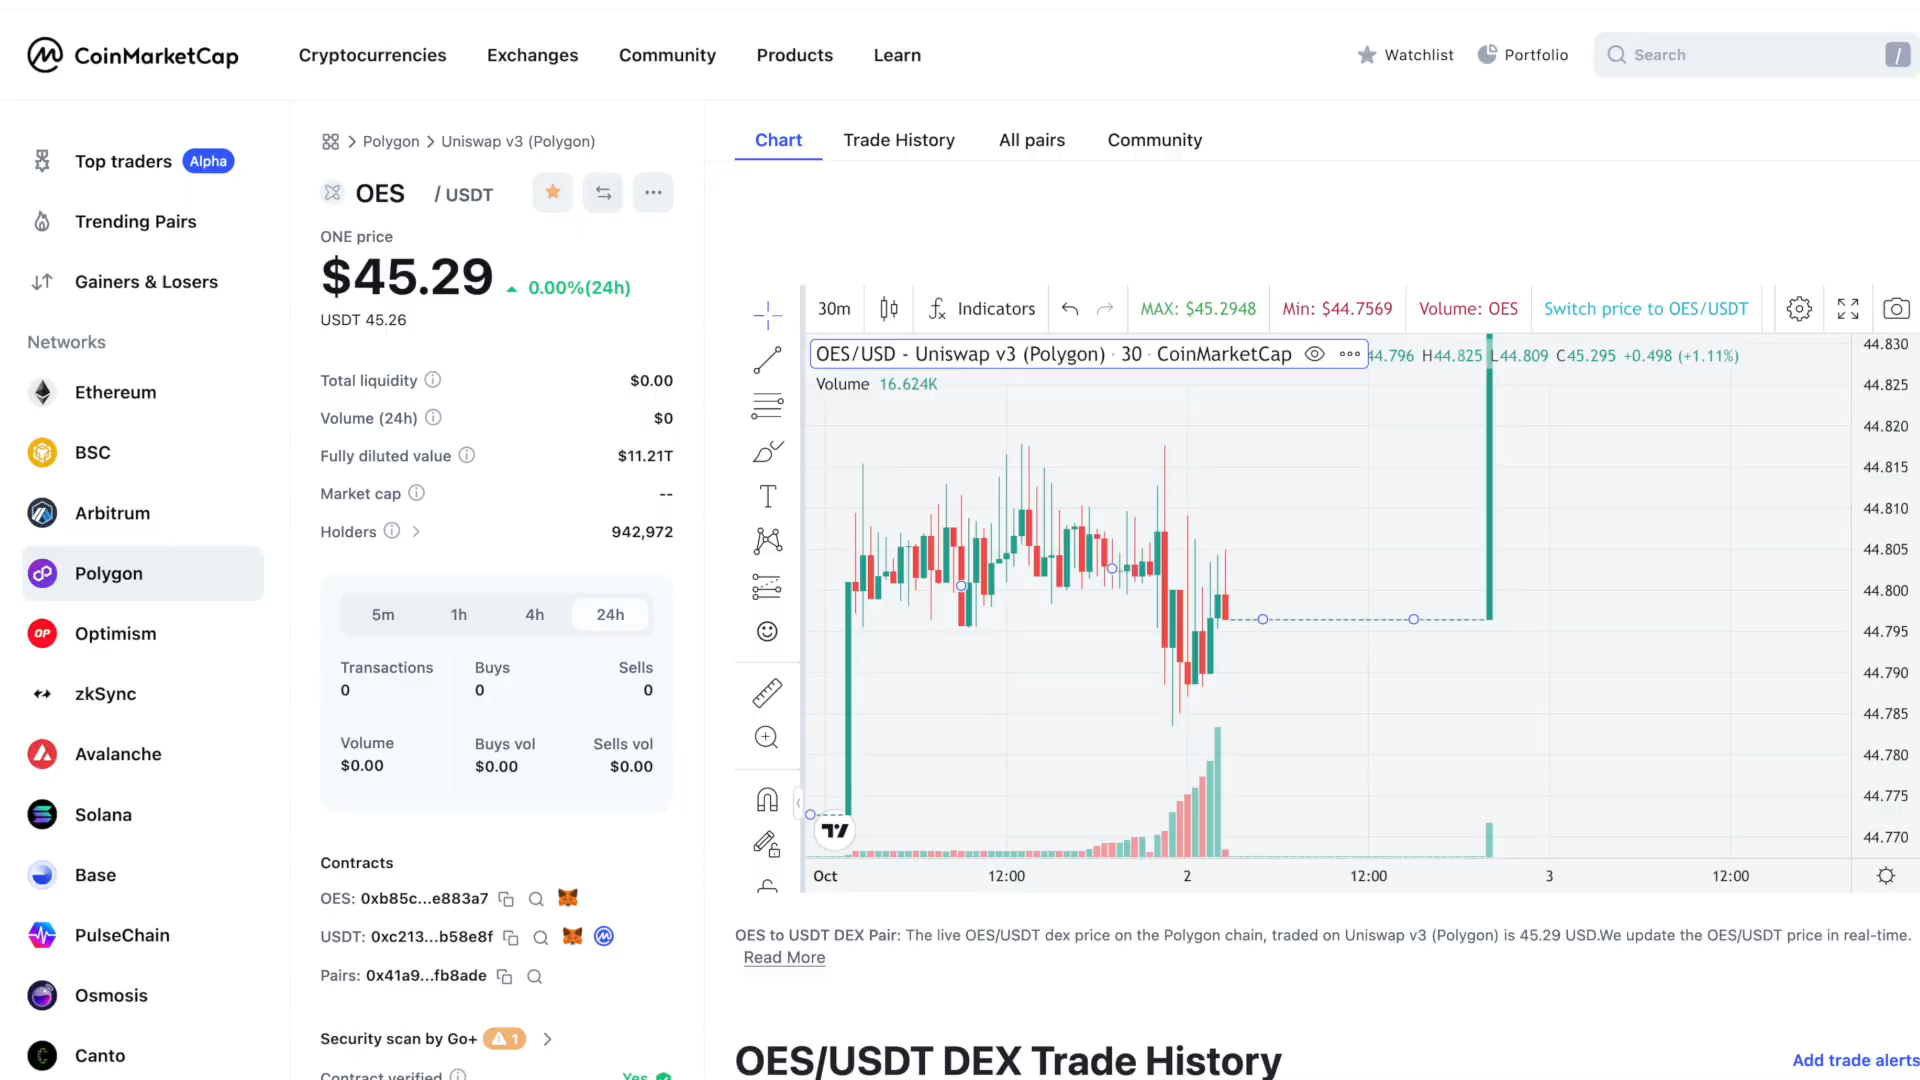 CoinMarketCap
Cryptocurrencies
Exchanges
Community
Products
Learn
Watchlist
Portfolio
Search
/
Top traders Alpha
Trending Pairs
Gainers & Losers
Networks
Ethereum
BSC
Arbitrum
Polygon
OP Optimism
zkSync
Avalanche
Solana
Base
PulseChain
Osmosis
Canto
Polygon
Uniswap v3 (Polygon)
OES / USDT
ONE price
$45.29 0.00%(24h)
USDT 45.26
Total liquidity $0.00
Volume (24h) $0
Fully diluted value $11.21T
Market cap --
Holders 942,972
5m 1h 4h 24h
Transactions Buys Sells
0 0 0
Volume Buys vol Sells vol
$0.00 $0.00 $0.00
Contracts
OES: 0xb85c...e883a7
USDT: 0xc213...b58e8f
Pairs: 0x41a9...fb8ade
Security scan by Go+ 1
Contract verified Yes
Chart
Trade History
All pairs
Community
30m
Indicators
MAX: $45.2948
Min: $44.7569
Volume: OES
Switch price to OES/USDT
OES/USD - Uniswap v3 (Polygon) · 30 · CoinMarketCap
44.796 H44.825 L44.809 C45.295 +0.498 (+1.11%)
Volume 16.624K
44.830
44.825
44.820
44.815
44.810
44.805
44.800
44.795
44.790
44.785
44.780
44.775
44.770
Oct 12:00 2 12:00 3 12:00
OES to USDT DEX Pair: The live OES/USDT dex price on the Polygon chain, traded on Uniswap v3 (Polygon) is 45.29 USD.We update the OES/USDT price in real-time.
Read More
OES/USDT DEX Trade History
Add trade alerts